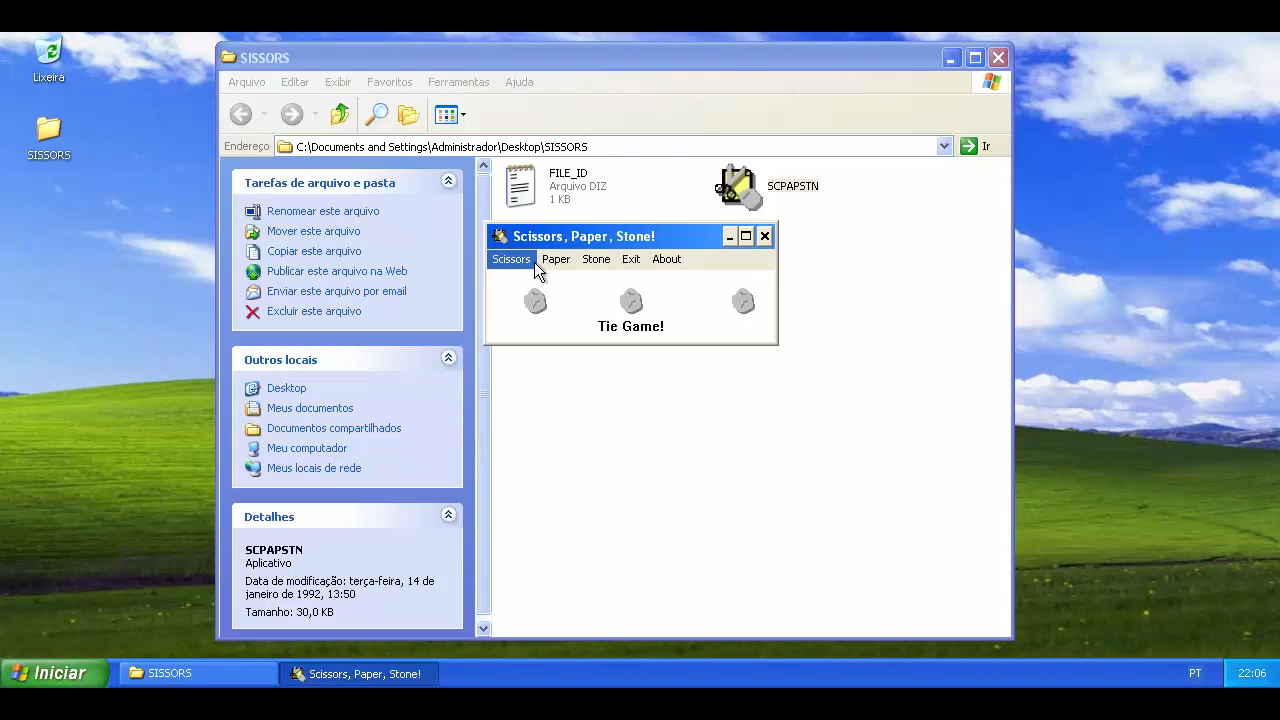 Lixeira
SISSORS
SISSORS
Arquivo Editar Exibir Favoritos Ferramentas Ajuda
Endereço C:\Documents and Settings\Administrador\Desktop\SISSORS Ir
Tarefas de arquivo e pasta
Renomear este arquivo
Mover este arquivo
Copiar este arquivo
Publicar este arquivo na Web
Enviar este arquivo por email
Excluir este arquivo
Outros locais
Desktop
Meus documentos
Documentos compartilhados
Meu computador
Meus locais de rede
Detalhes
SCPAPSTN
Aplicativo
Data de modificação: terça-feira, 14 de
janeiro de 1992, 13:50
Tamanho: 30,0 KB
FILE_ID
Arquivo DIZ
1 KB
SCPAPSTN
Scissors, Paper, Stone!
Scissors Paper Stone Exit About
Tie Game!
Iniciar SISSORS Scissors, Paper, Stone! PT 22:06